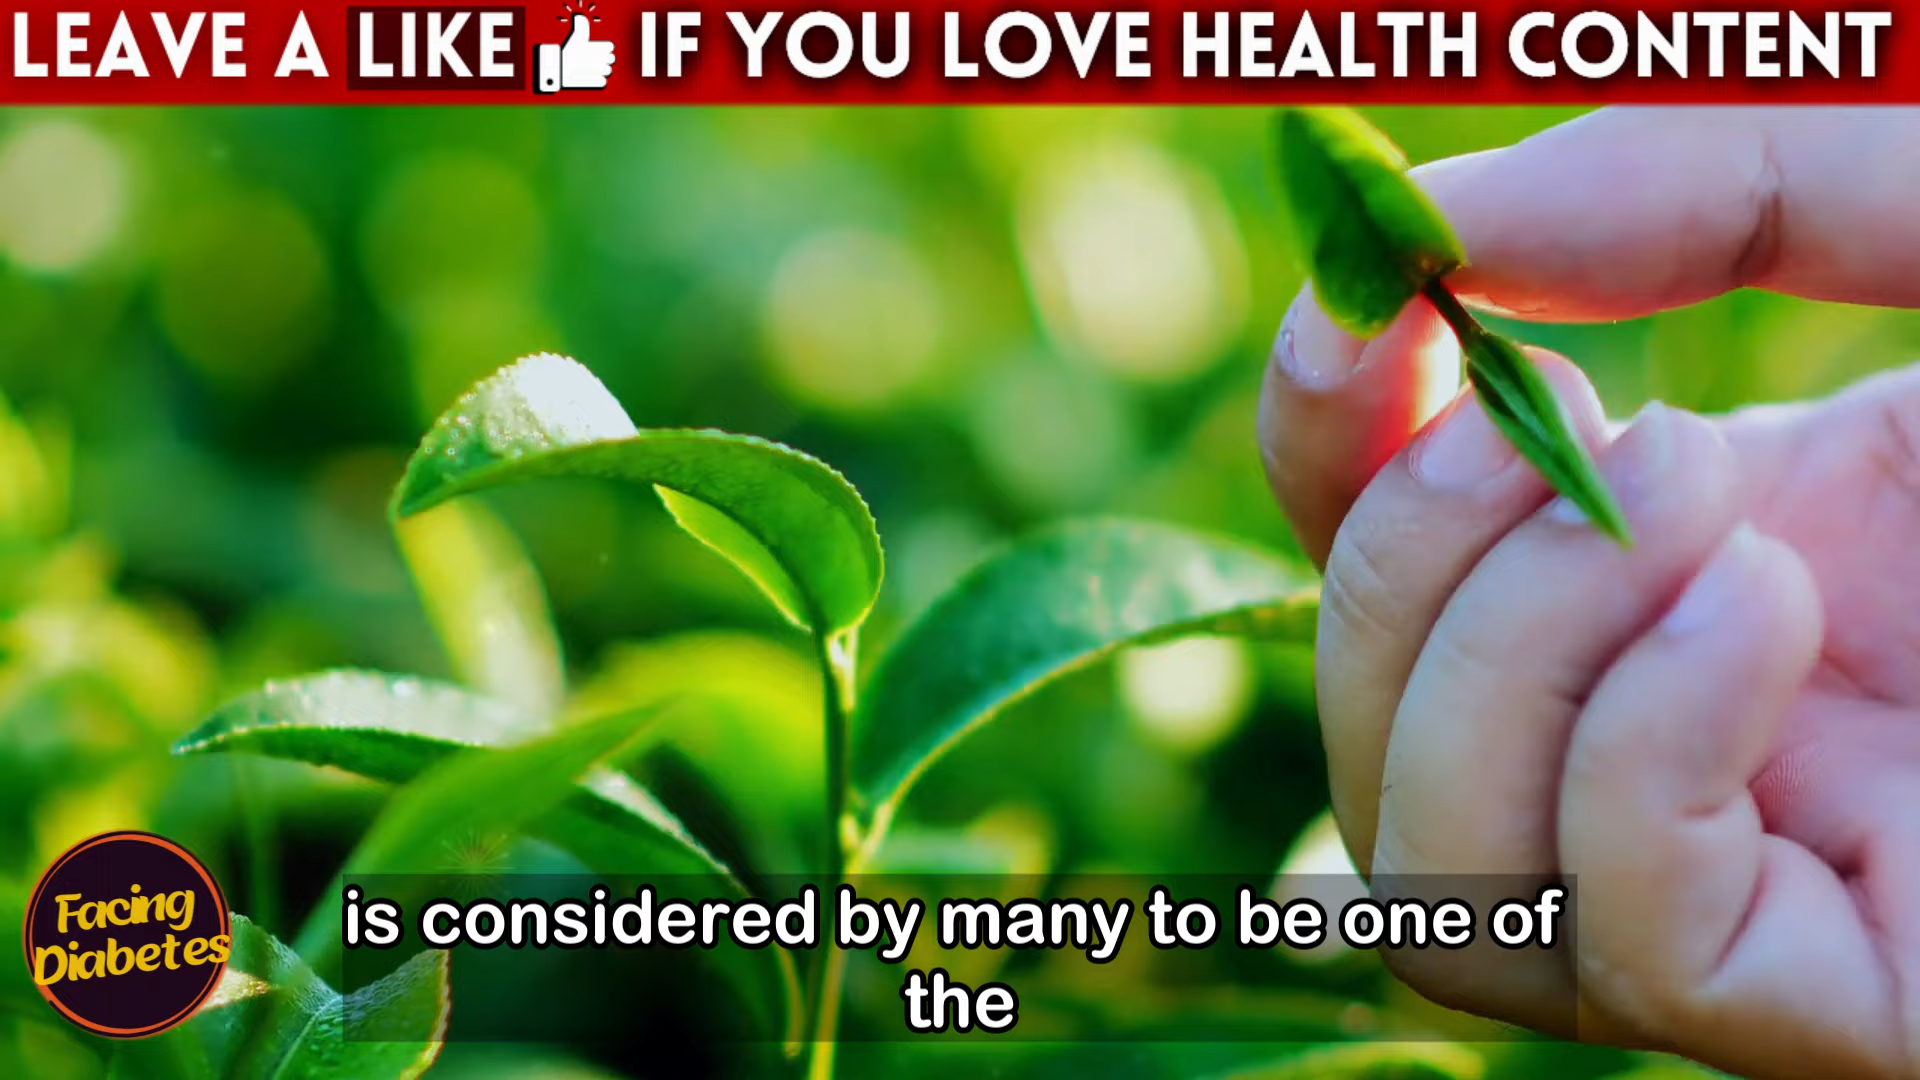 LEAVE A LIKE IF YOU LOVE HEALTH CONTENT
is considered by many to be one of
the
Facing
Diabetes